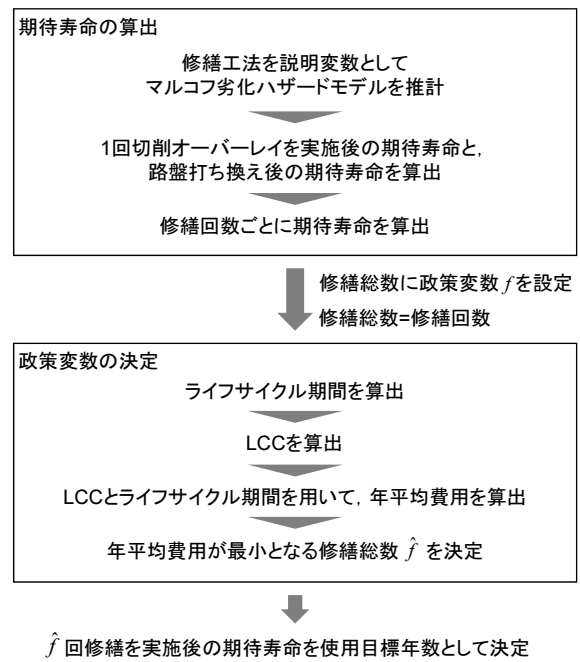 期待寿命の算出
修繕工法を説明変数として
マルコフ劣化ハザードモデルを推計
1回切削オーバーレイを実施後の期待寿命と,
路盤打ち換え後の期待寿命を算出
修繕回数ごとに期待寿命を算出
修繕総数に政策変数 f を設定
修繕総数=修繕回数
政策変数の決定
ライフサイクル期間を算出
LCCを算出
LCCとライフサイクル期間を用いて, 年平均費用を算出
年平均費用が最小となる修繕総数 f̂ を決定
f̂ 回修繕を実施後の期待寿命を使用目標年数として決定